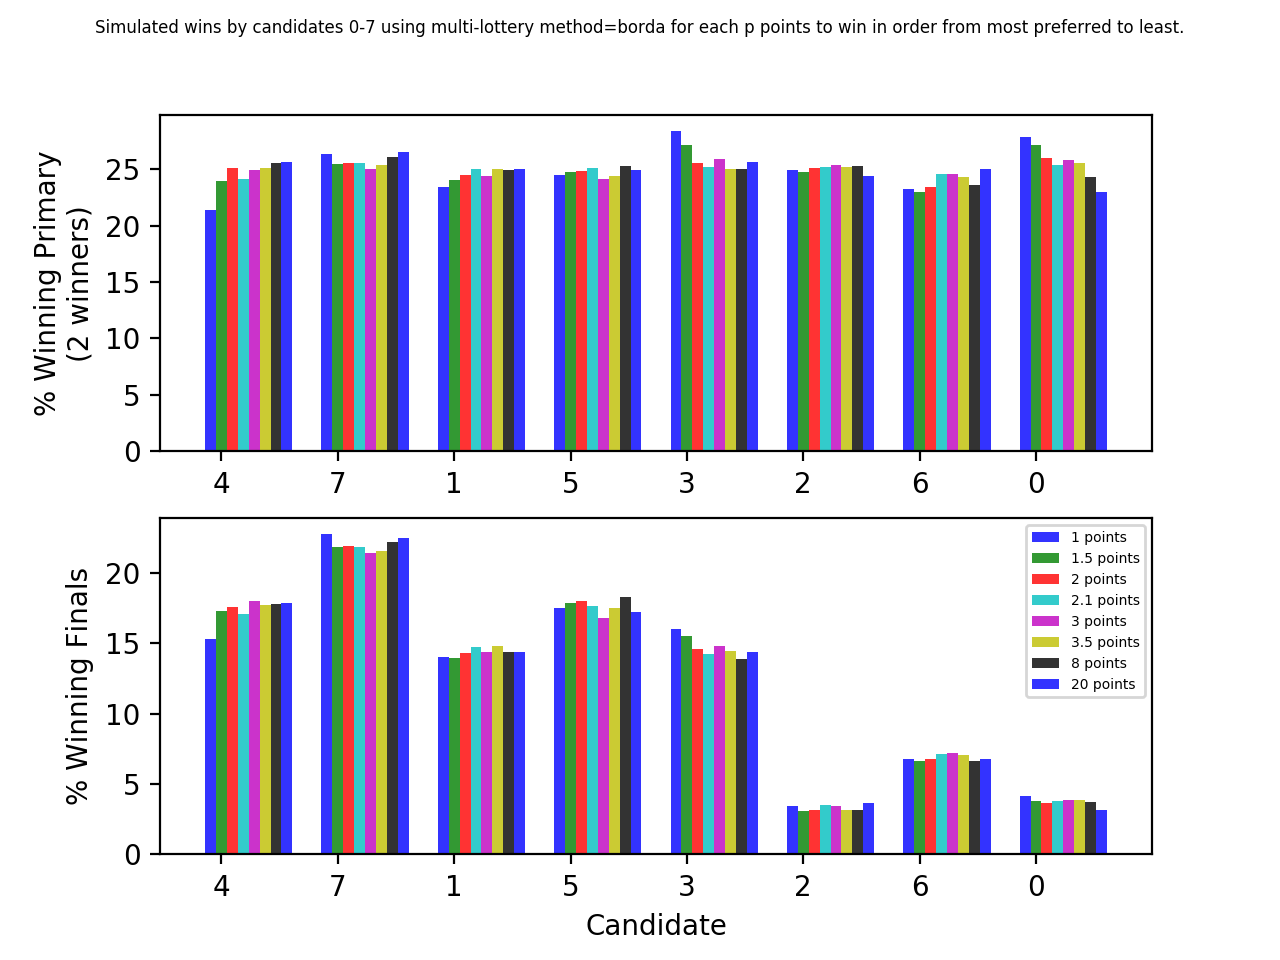 Simulated wins by candidates 0-7 using multi-lottery method=borda for each p points to win in order from most preferred to least.
% Winning Primary
(2 winners)
25
20
15
10
5
0
4 7 1 5 3 2 6 0
% Winning Finals
20
15
10
5
0
1 points
1.5 points
2 points
2.1 points
3 points
3.5 points
8 points
20 points
4 7 1 5 3 2 6 0
Candidate